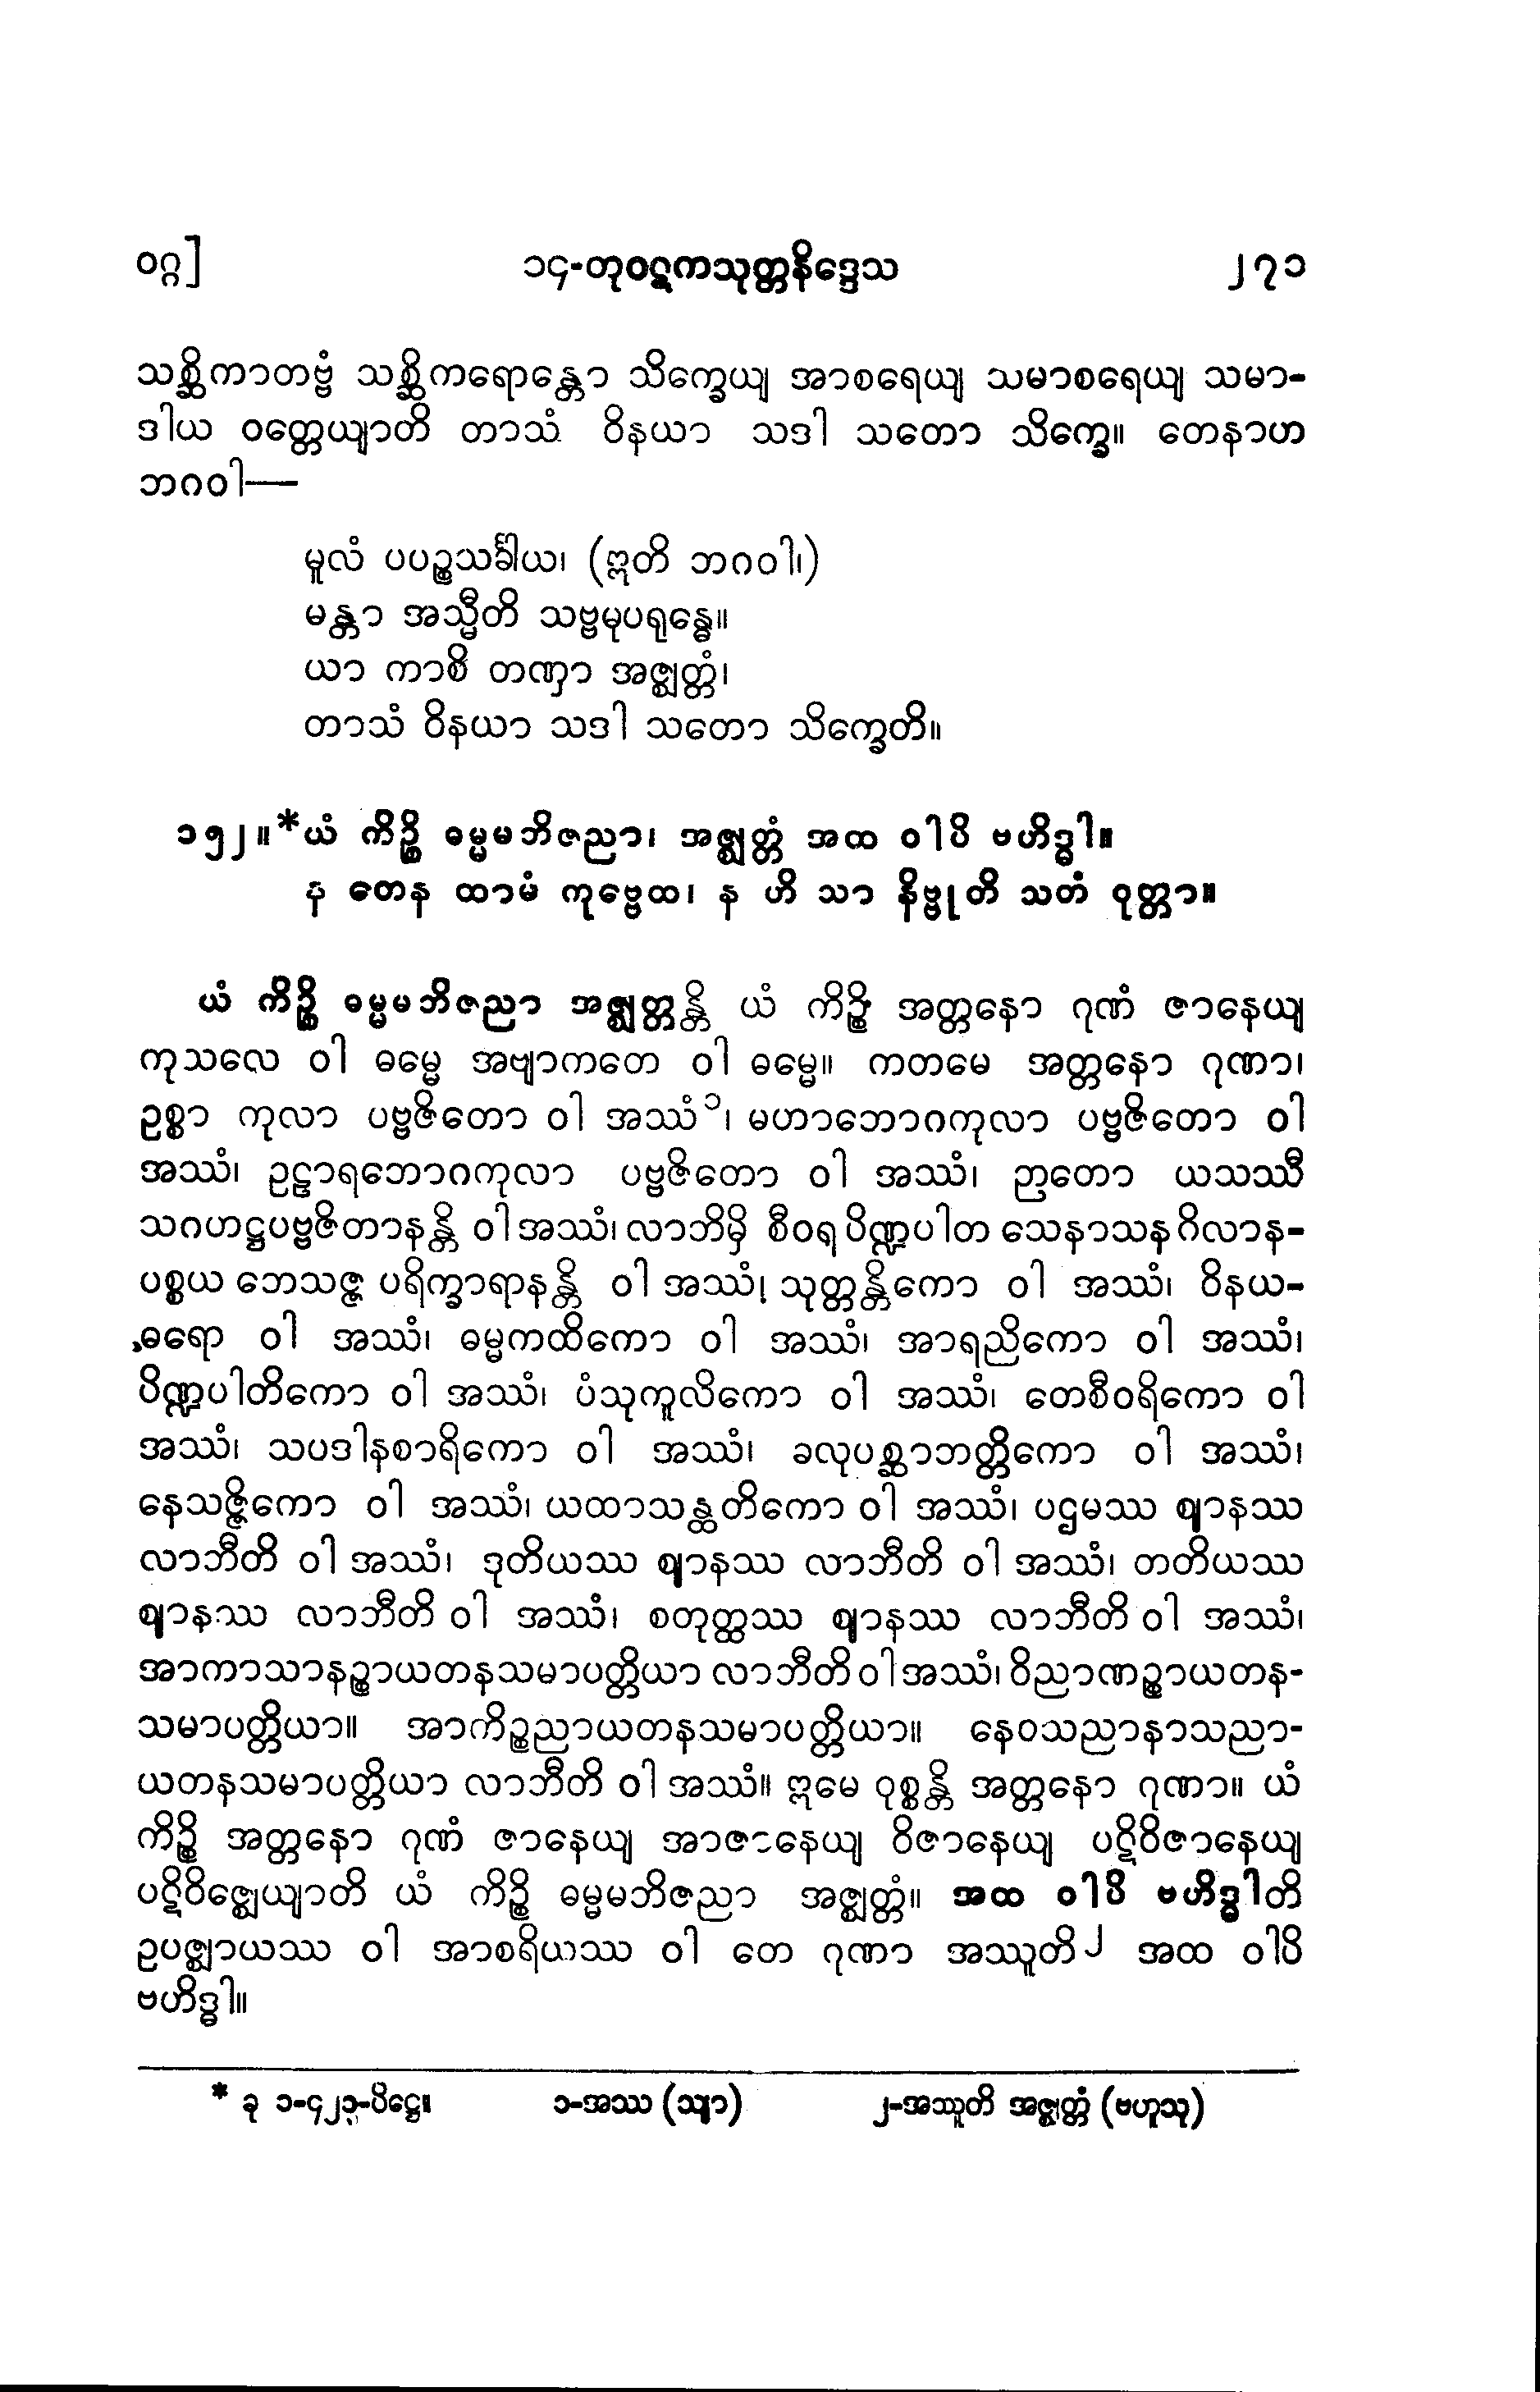 ဝဂ္ဂ]	၁၄-တုဝဋ္ဋကသုတ္တနိဒ္ဒေသ	၂၇၁
သစ္ဆိကာတဗ္ဗံ သစ္ဆိကရောန္တော သိက္ခေယျ အာစရေယျ သမာစရေယျ သမာ-
ဒါယ ဝတ္တေယျာတိ တာသံ ဝိနယာ သဒါ သတော သိက္ခေ။ တေနာဟ
ဘဂဝါ—
မူလံ ပပဉ္စသင်္ခါယ၊ (ဣတိ ဘဂဝါ၊)
မန္တာ အသ္မီတိ သဗ္ဗမုပရုန္ဓေ။
ယာ ကာစိ တဏှာ အဇ္ဈတ္တံ၊
တာသံ ဝိနယာ သဒါ သတော သိက္ခေတိ။
၁၅၂။*ယံ ကိဉ္စိ ဓမ္မမဘိဇညာ၊ အဇ္ဈတ္တံ အထ ဝါပိ ဗဟိဒ္ဓါ။
န တေန ထာမံ ကုဗ္ဗေထ၊ န ဟိ သာ နိဗ္ဗုတိ သတံ ဝုတ္တာ။
ယံ ကိဉ္စိ ဓမ္မမဘိဇညာ အဇ္ဈတ္တန္တိ ယံ ကိဉ္စိ အတ္တနော ဂုဏံ ဇာနေယျ
ကုသလေ ဝါ ဓမ္မေ အဗျာကတေ ဝါ ဓမ္မေ။ ကတမေ အတ္တနော ဂုဏာ၊
ဥစ္စာ ကုလာ ပဗ္ဗဇိတော ဝါ အဿံ၁၊ မဟာဘောဂကုလာ ပဗ္ဗဇိတော ဝါ
အဿံ၊ ဥဠာရဘောဂကုလာ ပဗ္ဗဇိတော ဝါ အဿံ၊ ဉာတော ယသဿီ
သဂဟဋ္ဌပဗ္ဗဇိတာနန္တိ ဝါ အဿံ၊ လာဘိမှိ စီဝရ ပိဏ္ဍပါတ သေနာသန ဂိလာန-
ပစ္စယ ဘေသဇ္ဇ ပရိက္ခာရာနန္တိ ဝါ အဿံ၊ သုတ္တန္တိကော ဝါ အဿံ၊ ဝိနယ-
ဓရော ဝါ အဿံ၊ ဓမ္မကထိကော ဝါ အဿံ၊ အာရညိကော ဝါ အဿံ၊
ပိဏ္ဍပါတိကော ဝါ အဿံ၊ ပံသုကူလိကော ဝါ အဿံ၊ တေစီဝရိကော ဝါ
အဿံ၊ သပဒါနစာရိကော ဝါ အဿံ၊ ခလုပစ္ဆာဘတ္တိကော ဝါ အဿံ၊
နေသဇ္ဇိကော ဝါ အဿံ၊ ယထာသန္ထတိကော ဝါ အဿံ၊ ပဌမဿ ဈာနဿ
လာဘီတိ ဝါ အဿံ၊ ဒုတိယဿ ဈာနဿ လာဘီတိ ဝါ အဿံ၊ တတိယဿ
ဈာနဿ လာဘီတိ ဝါ အဿံ၊ စတုတ္ထဿ ဈာနဿ လာဘီတိ ဝါ အဿံ၊
အာကာသာနဉ္စာယတနသမာပတ္တိယာ လာဘီတိ ဝါ အဿံ၊ ဝိညာဏဉ္စာယတန-
သမာပတ္တိယာ။ အာကိဉ္စညာယတနသမာပတ္တိယာ။ နေဝသညာနာသညာ-
ယတနသမာပတ္တိယာ လာဘီတိ ဝါ အဿံ။ ဣမေ ဝုစ္စန္တိ အတ္တနော ဂုဏာ။ ယံ
ကိဉ္စိ အတ္တနော ဂုဏံ ဇာနေယျ အာဇာနေယျ ဝိဇာနေယျ ပဋိဝိဇာနေယျ
ပဋိဝိဇ္ဈေယျာတိ ယံ ကိဉ္စိ ဓမ္မမဘိဇညာ အဇ္ဈတ္တံ။ အထ ဝါပိ ဗဟိဒ္ဓါတိ
ဥပဇ္ဈာယဿ ဝါ အာစရိယဿ ဝါ တေ ဂုဏာ အဿူတိ၂ အထ ဝါပိ
ဗဟိဒ္ဓါ။
* ခု ၁-၄၂၃-ပိဋ္ဌေ။	၁-အဿ (သျာ)	၂-အဿူတိ အဇ္ဈတ္တံ (ဗဟူသု)